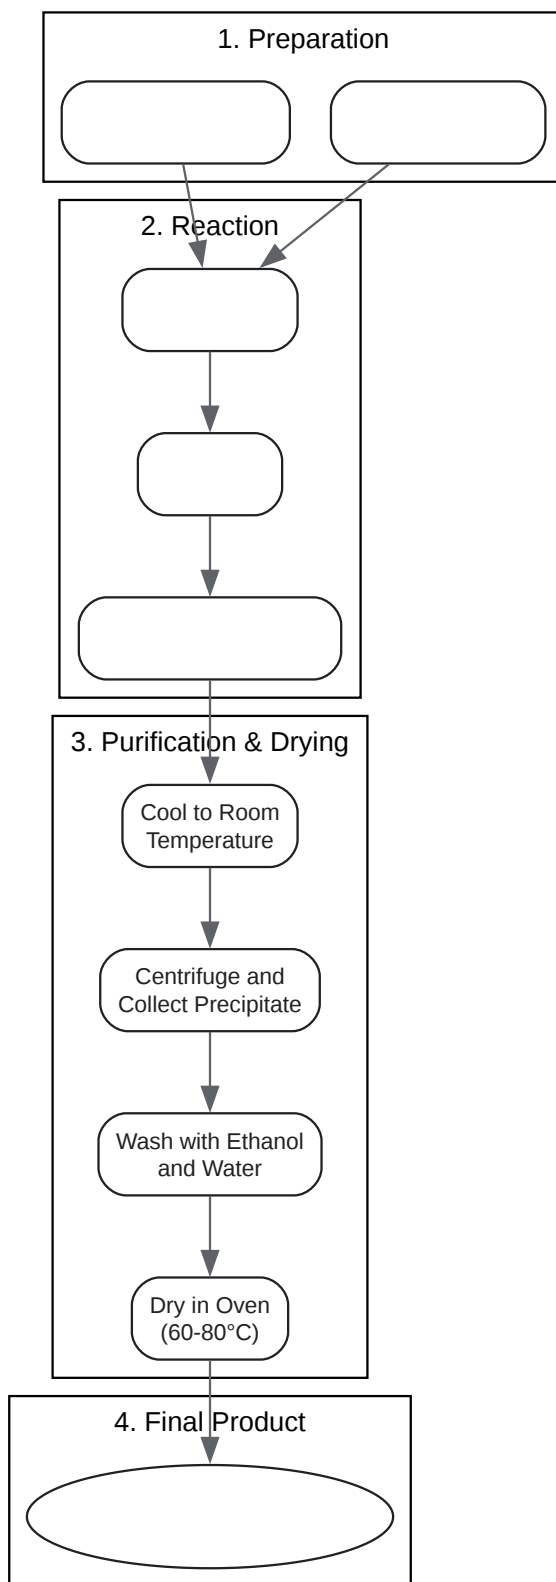 1. Preparation
2. Reaction
3. Purification & Drying
Cool to Room
Temperature
Centrifuge and
Collect Precipitate
Wash with Ethanol
and Water
Dry in Oven
(60-80°C)
4. Final Product